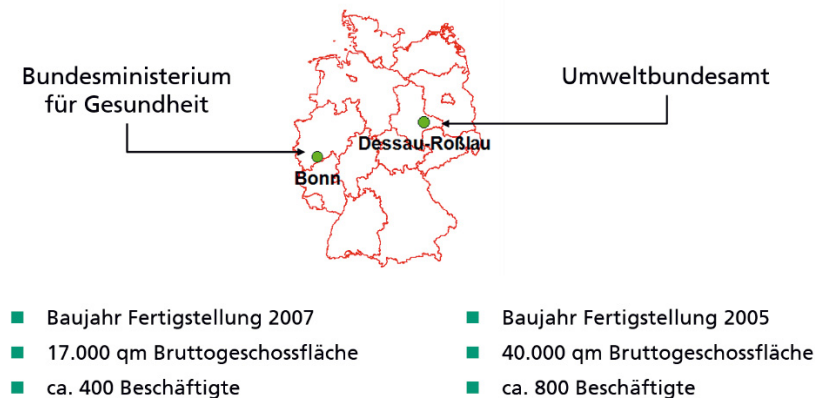 Bundesministerium
für Gesundheit
Umweltbundesamt
Dessau-Roßlau
Bonn
Baujahr Fertigstellung 2007
17.000 qm Bruttogeschossfläche
ca. 400 Beschäftigte
Baujahr Fertigstellung 2005
40.000 qm Bruttogeschossfläche
ca. 800 Beschäftigte